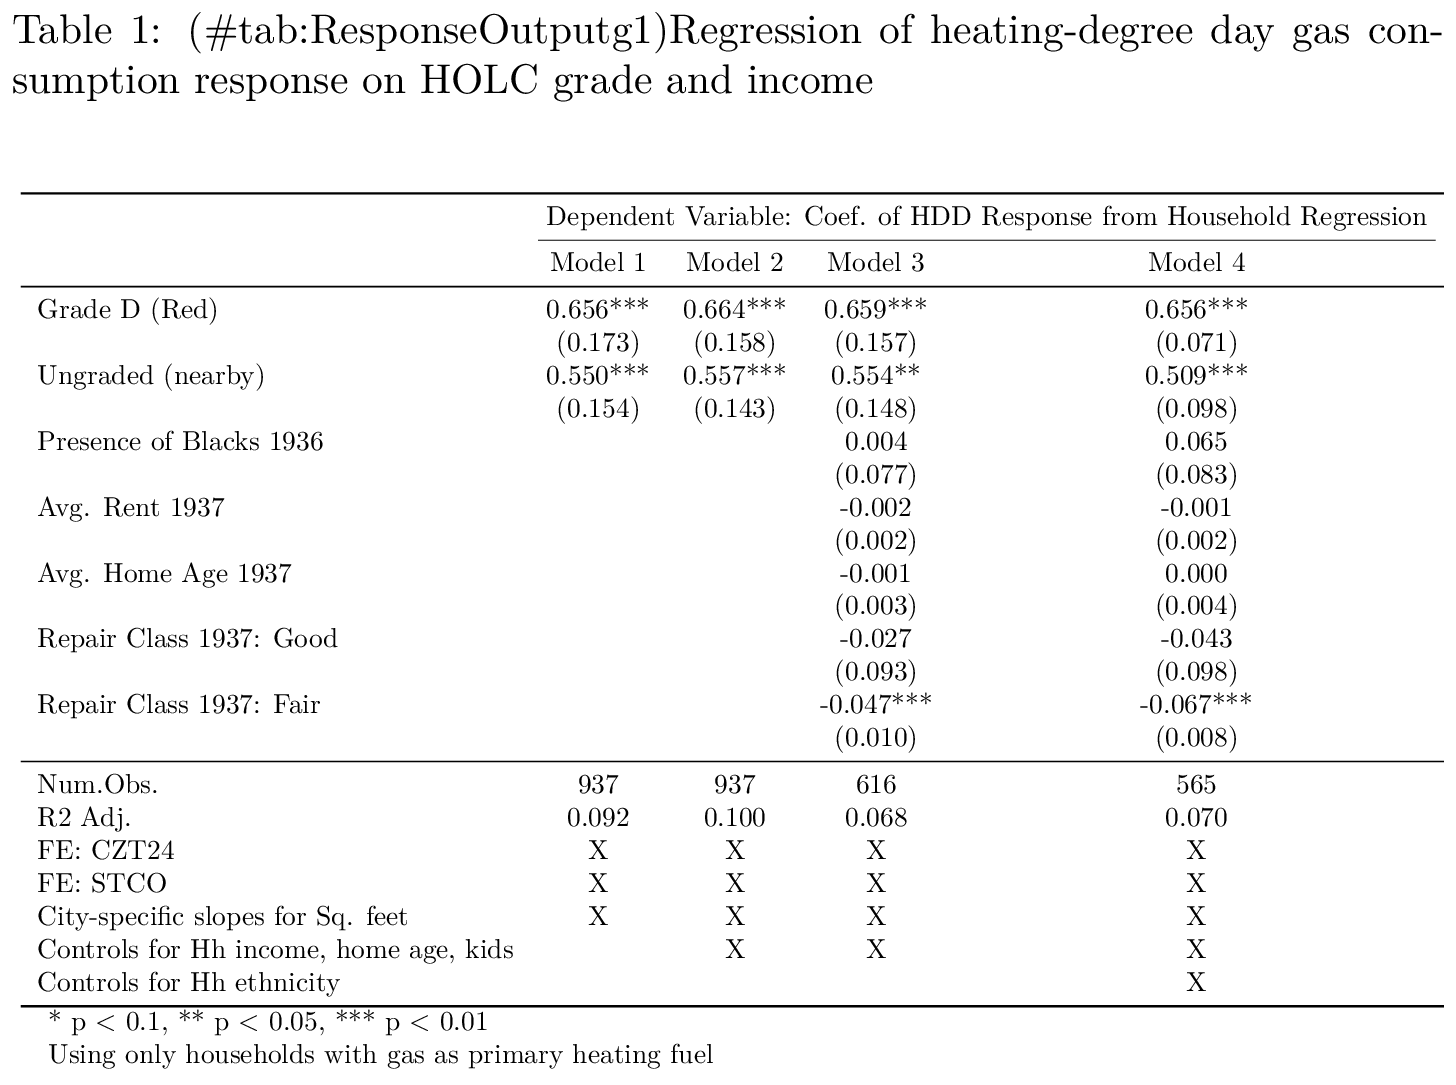 Table 1: (#tab:ResponseOutputg1)Regression of heating-degree day gas con-
sumption response on HOLC grade and income
Dependent Variable: Coef. of HDD Response from Household Regression
Model 1 Model 2 Model 3 Model 4
Grade D (Red) 0.656*** 0.664*** 0.659*** 0.656***
(0.173) (0.158) (0.157) (0.071)
Ungraded (nearby) 0.550*** 0.557*** 0.554** 0.509***
(0.154) (0.143) (0.148) (0.098)
Presence of Blacks 1936 0.004 0.065
(0.077) (0.083)
Avg. Rent 1937 -0.002 -0.001
(0.002) (0.002)
Avg. Home Age 1937 -0.001 0.000
(0.003) (0.004)
Repair Class 1937: Good -0.027 -0.043
(0.093) (0.098)
Repair Class 1937: Fair -0.047*** -0.067***
(0.010) (0.008)
Num.Obs. 937 937 616 565
R2 Adj. 0.092 0.100 0.068 0.070
FE: CZT24 X X X X
FE: STCO X X X X
City-specific slopes for Sq. feet X X X X
Controls for Hh income, home age, kids X X X
Controls for Hh ethnicity X
* p < 0.1, ** p < 0.05, *** p < 0.01
Using only households with gas as primary heating fuel